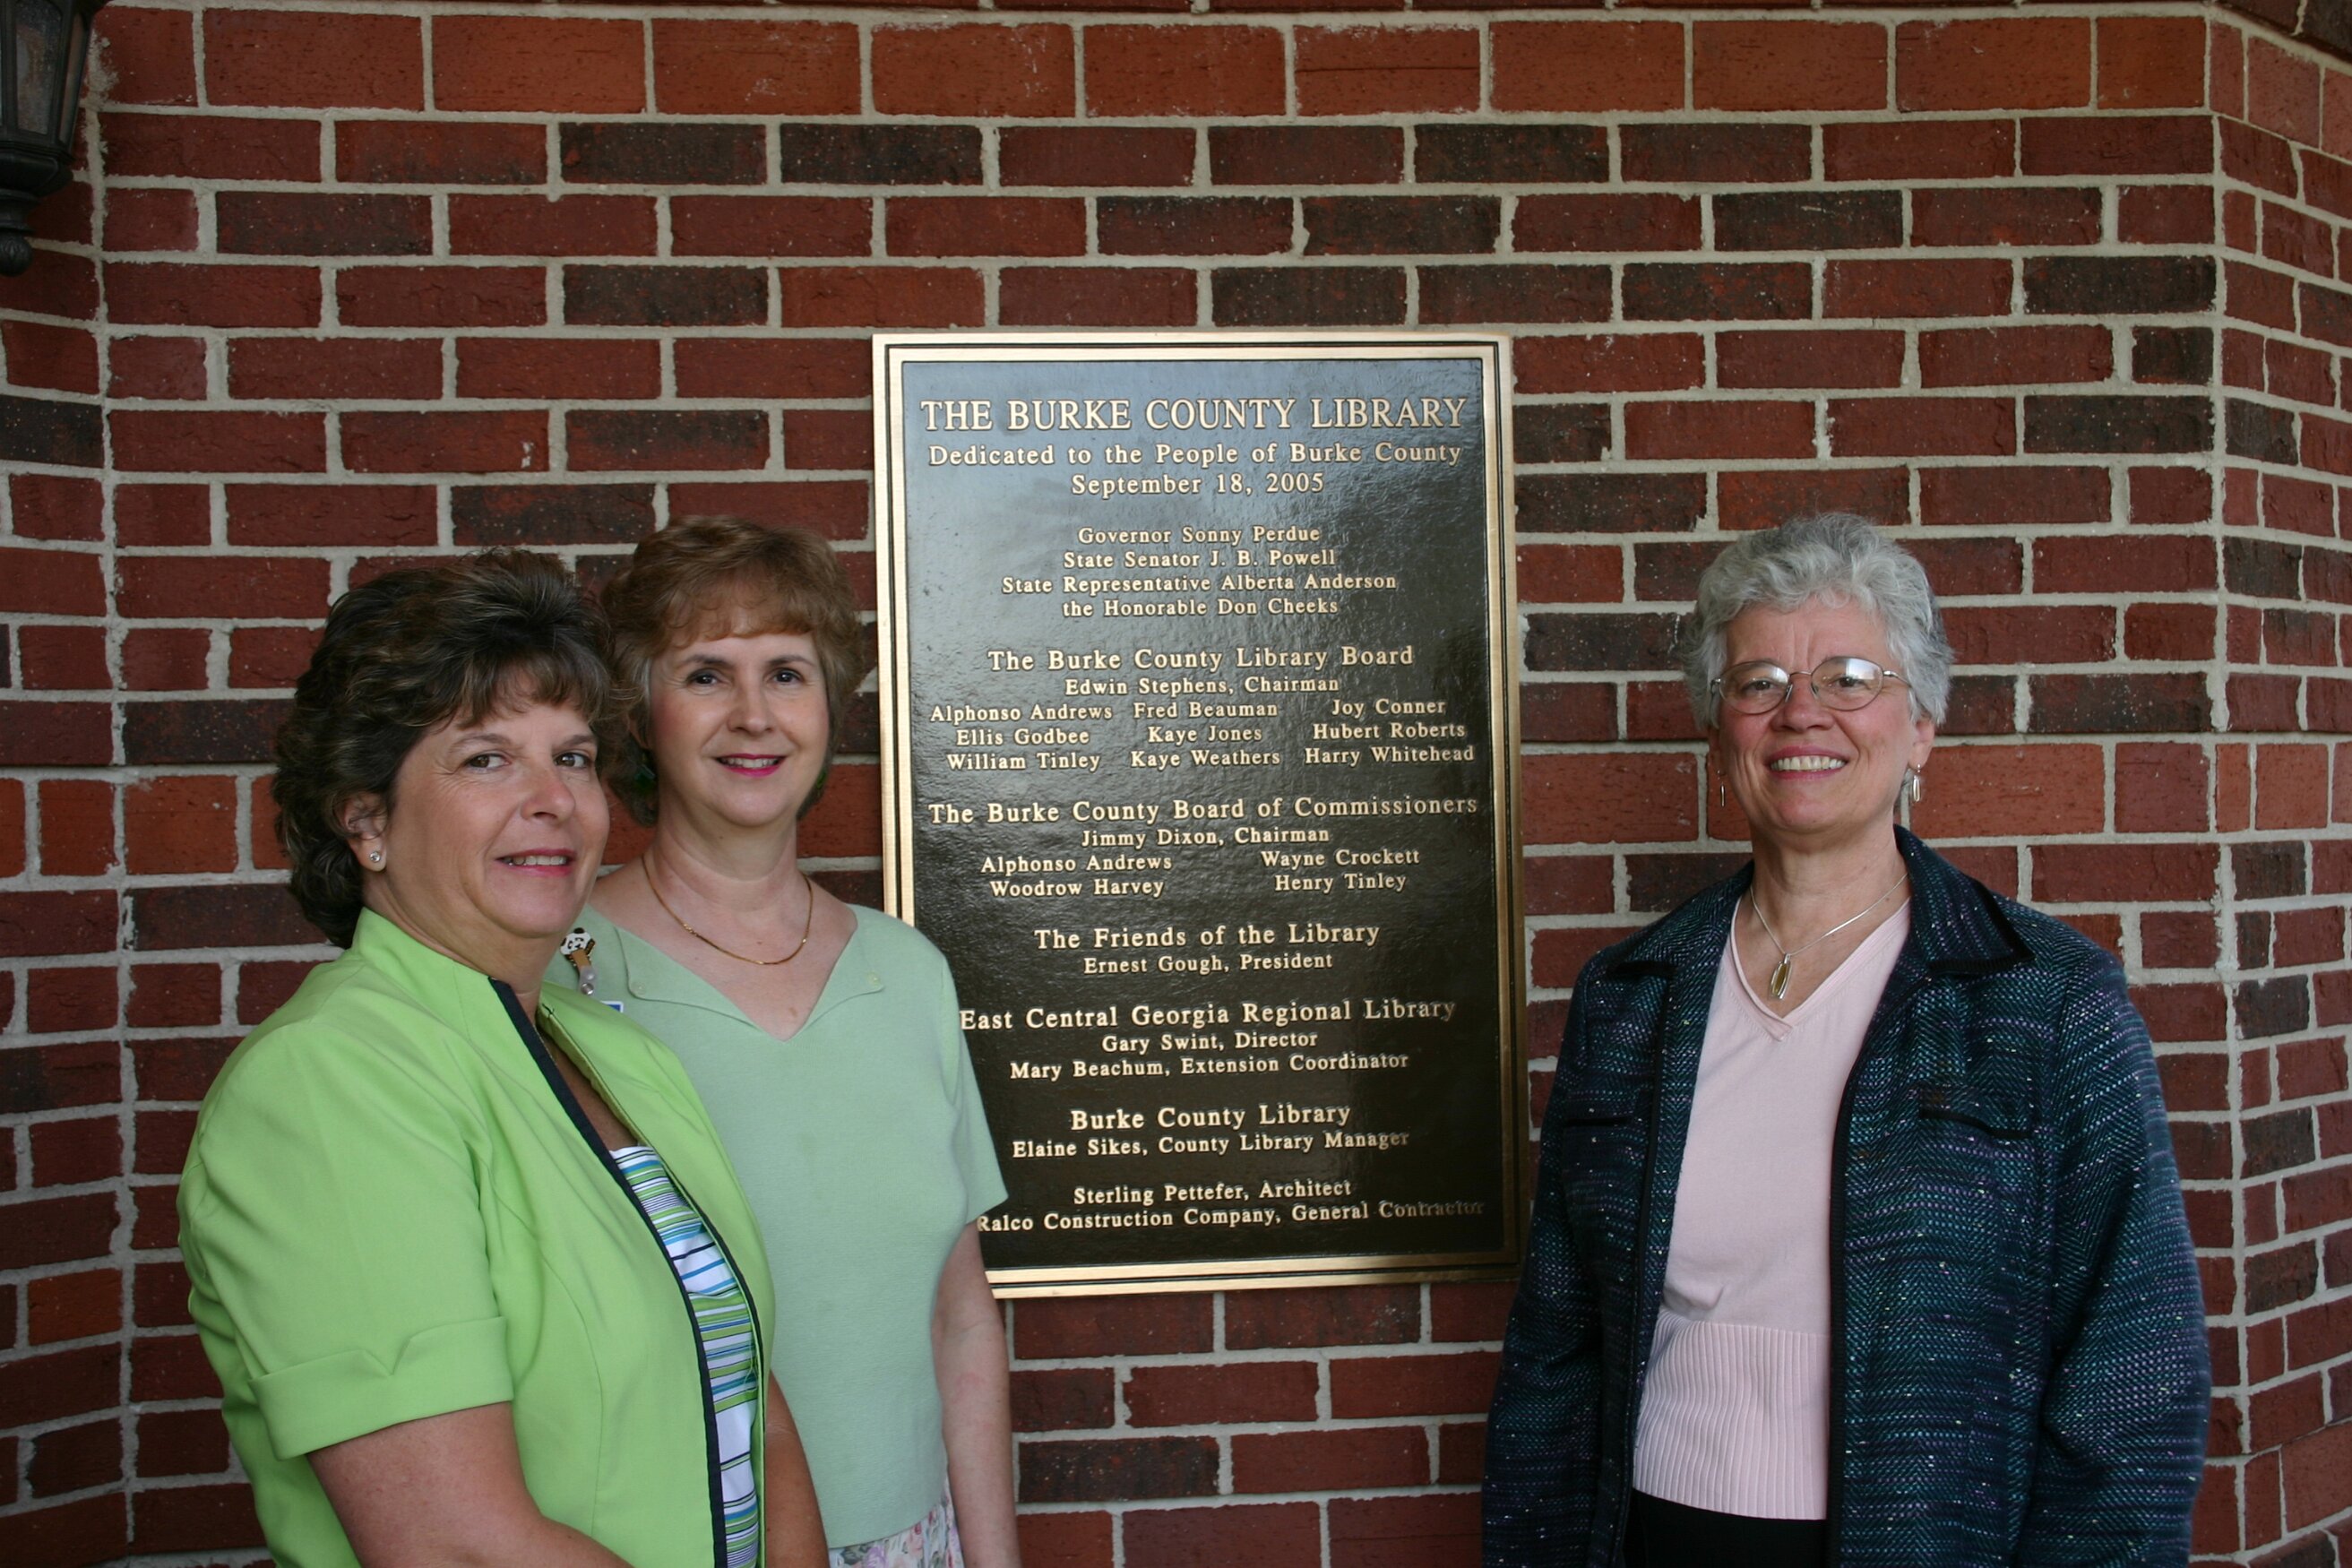 THE BURKE COUNTY LIBRARY
Dedicated to the People of Burke County
September 18, 2005
Governor Sonny Perdue
State Senator J. B. Powell
State Representative Alberta Anderson
the Honorable Don Cheeks
The Burke County Library Board
Edwin Stephens, Chairman
Alphonso Andrews Fred Beauman Joy Conner
Ellis Godbee Kaye Jones Hubert Roberts
William Tinley Kaye Weathers Harry Whitehead
The Burke County Board of Commissioners
Jimmy Dixon, Chairman
Alphonso Andrews Wayne Crockett
Woodrow Harvey Henry Tinley
The Friends of the Library
Ernest Gough, President
East Central Georgia Regional Library
Gary Swint, Director
Mary Beachum, Extension Coordinator
Burke County Library
Elaine Sikes, County Library Manager
Sterling Pettefer, Architect
Ralco Construction Company, General Contractor